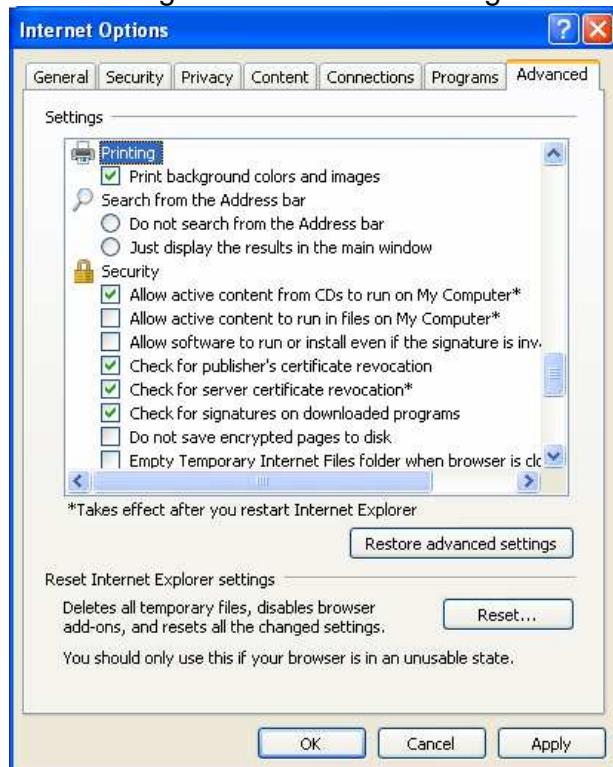 Internet Options
General Security Privacy Content Connections Programs Advanced
Settings
Printing
Print background colors and images
Search from the Address bar
Do not search from the Address bar
Just display the results in the main window
Security
Allow active content from CDs to run on My Computer*
Allow active content to run in files on My Computer*
Allow software to run or install even if the signature is
Check for publisher's certificate revocation
Check for server certificate revocation*
Check for signatures on downloaded programs
Do not save encrypted pages to disk
Empty Temporary Internet Files folder when browser is
*Takes effect after you restart Internet Explorer
Restore advanced settings
Reset Internet Explorer settings
Deletes all temporary files, disables browser
add-ons, and resets all the changed settings.
Reset...
You should only use this if your browser is in an unusable state.
OK Cancel Apply